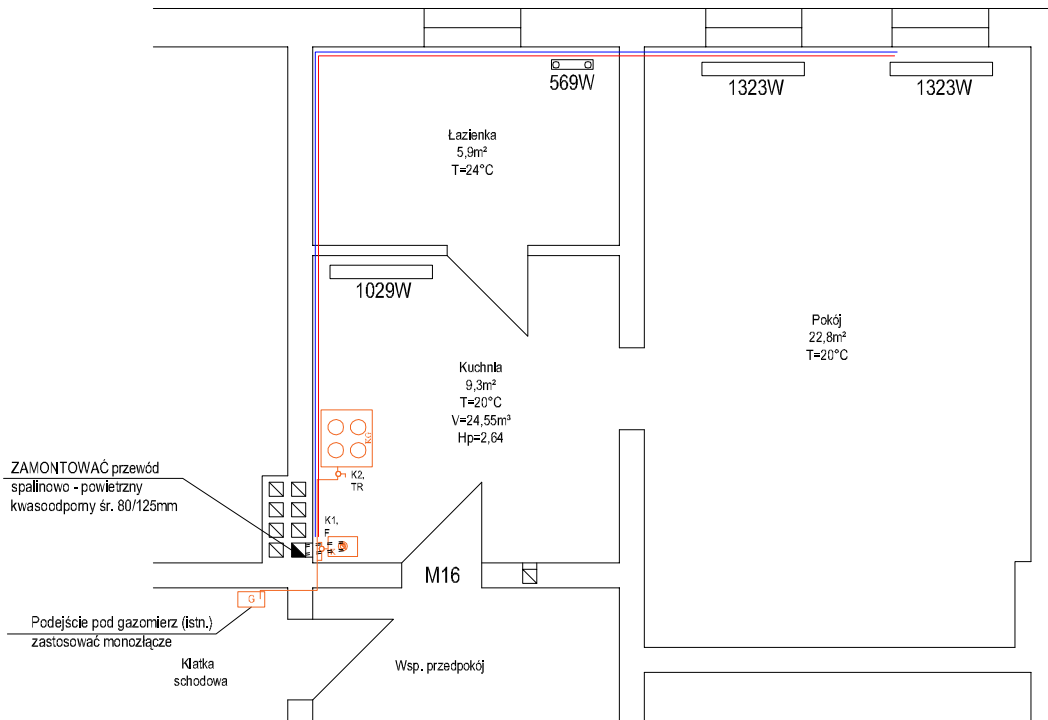 569W
1323W
1323W
Łazienka
5,9m²
T=24°C
1029W
Pokój
22,8m²
T=20°C
Kuchnia
9,3m²
T=20°C
V=24,55m³
Hp=2,64
KG
K2,
TR
ZAMONTOWAĆ przewód
spalinowo - powietrzny
kwasoodporny śr. 80/125mm
K1,
F
M16
G
Podejście pod gazomierz (istn.)
zastosować monozłącze
Klatka
schodowa
Wsp. przedpokój